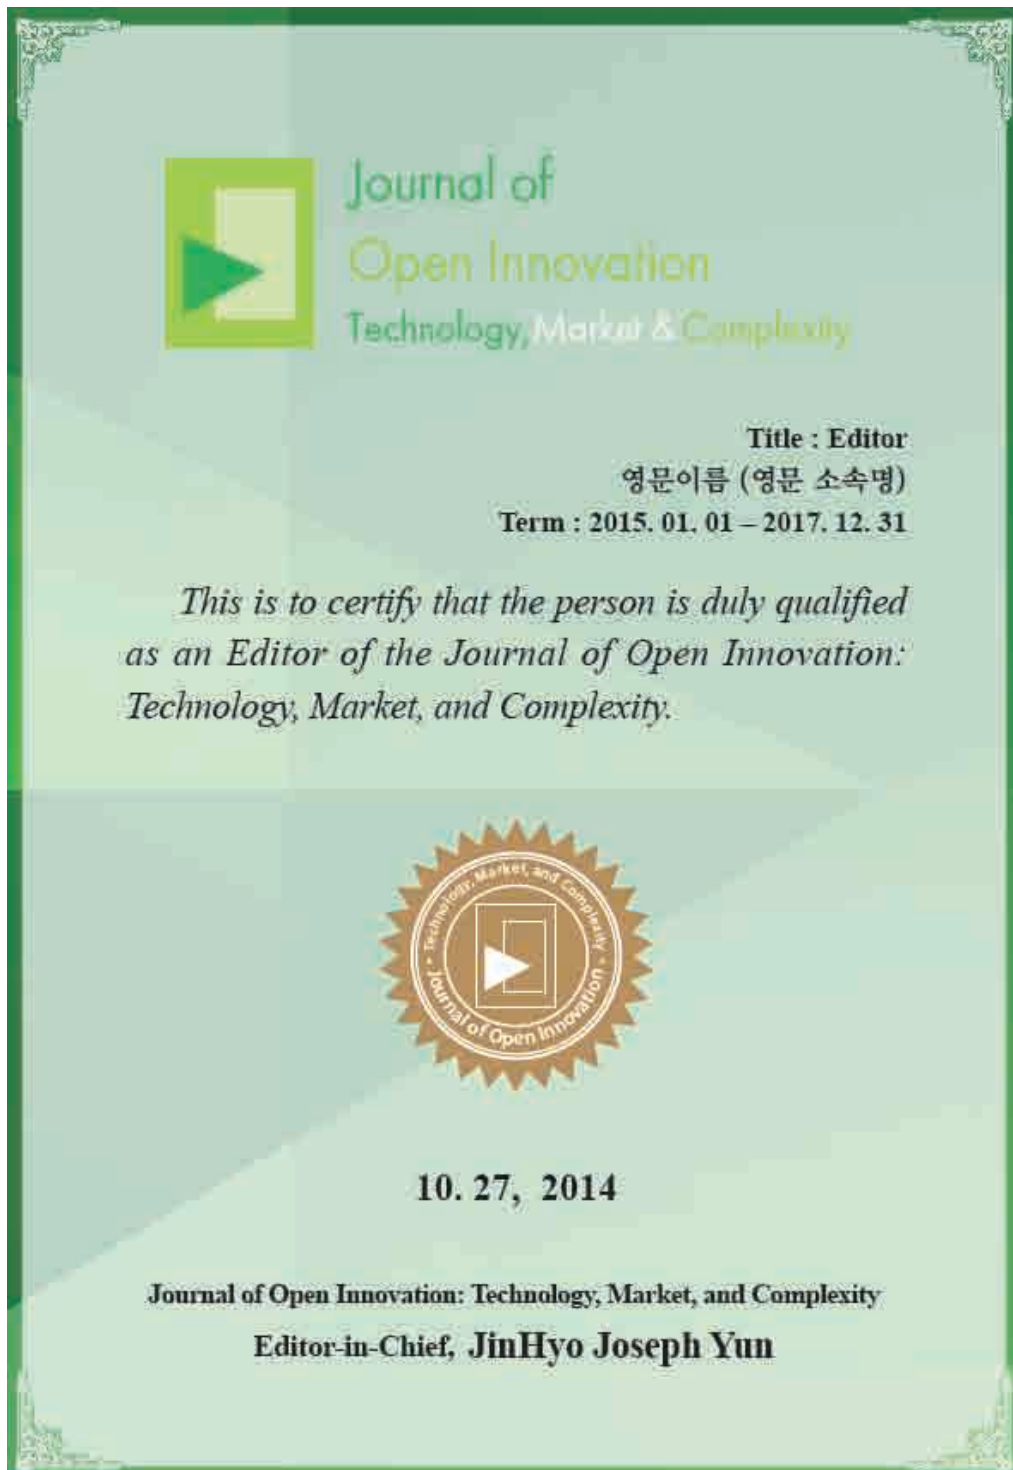 Journal of
Open Innovation
Technology, Market & Complexity
Title : Editor
영문이름 (영문 소속명)
Term : 2015. 01. 01 – 2017. 12. 31
This is to certify that the person is duly qualified
as an Editor of the Journal of Open Innovation:
Technology, Market, and Complexity.
Technology, Market, and Complexity
Journal of Open Innovation
10. 27, 2014
Journal of Open Innovation: Technology, Market, and Complexity
Editor-in-Chief, JinHyo Joseph Yun